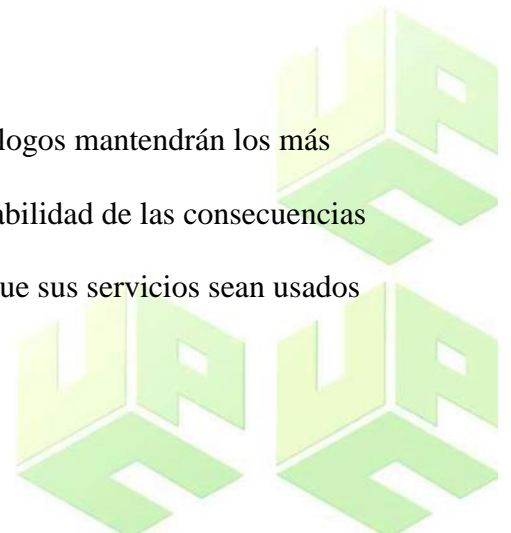 logos mantendrán los más
abilidad de las consecuencias
ue sus servicios sean usados